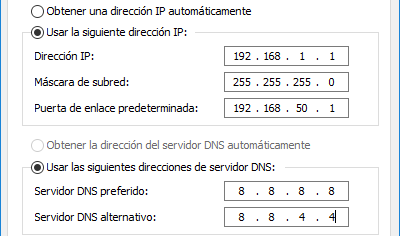 Obtener una dirección IP automáticamente
Usar la siguiente dirección IP:
Dirección IP: 192 . 168 . 1 . 1
Máscara de subred: 255 . 255 . 255 . 0
Puerta de enlace predeterminada: 192 . 168 . 50 . 1
Obtener la dirección del servidor DNS automáticamente
Usar las siguientes direcciones de servidor DNS:
Servidor DNS preferido: 8 . 8 . 8 . 8
Servidor DNS alternativo: 8 . 8 . 4 . 4